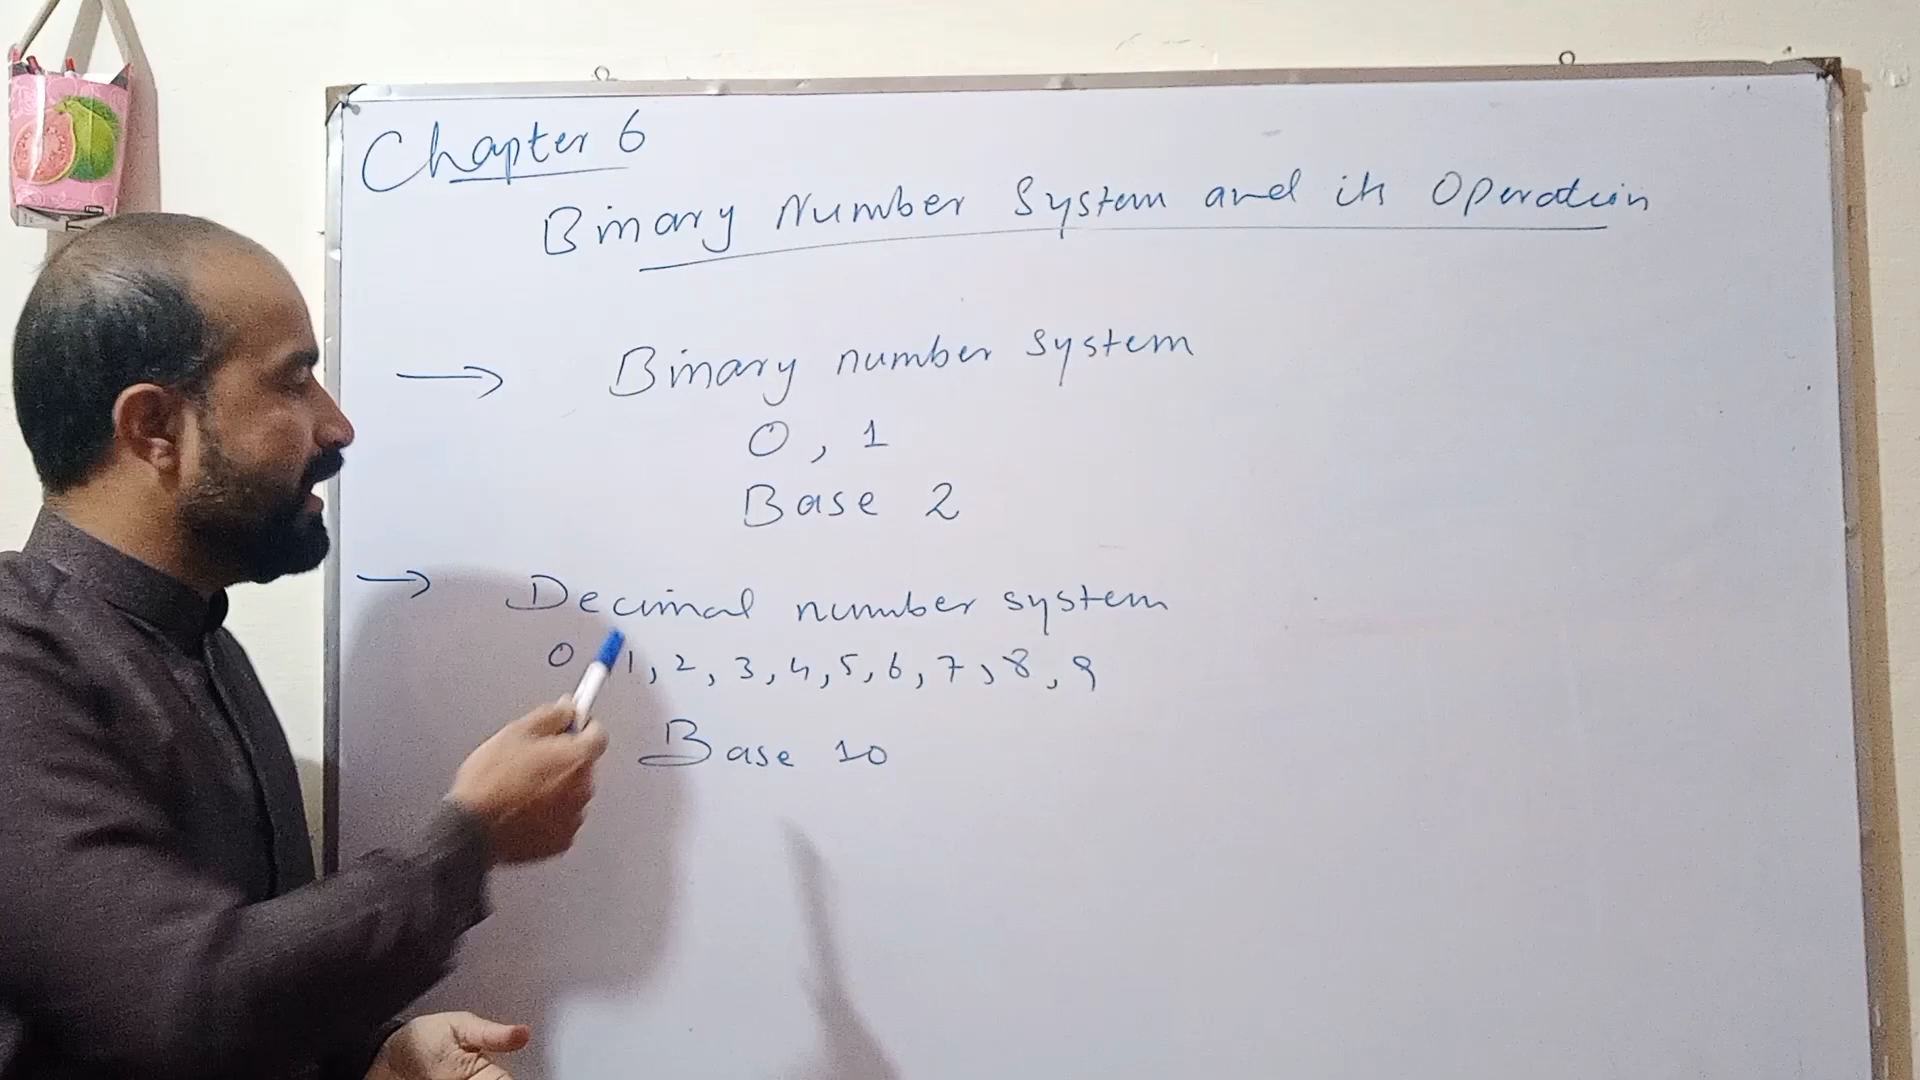 Chapter 6
Binary Number System and its Operation
→ Binary number system
0, 1
Base 2
→ Decimal number system
0 1, 2, 3, 4, 5, 6, 7, 8, 9
Base 10